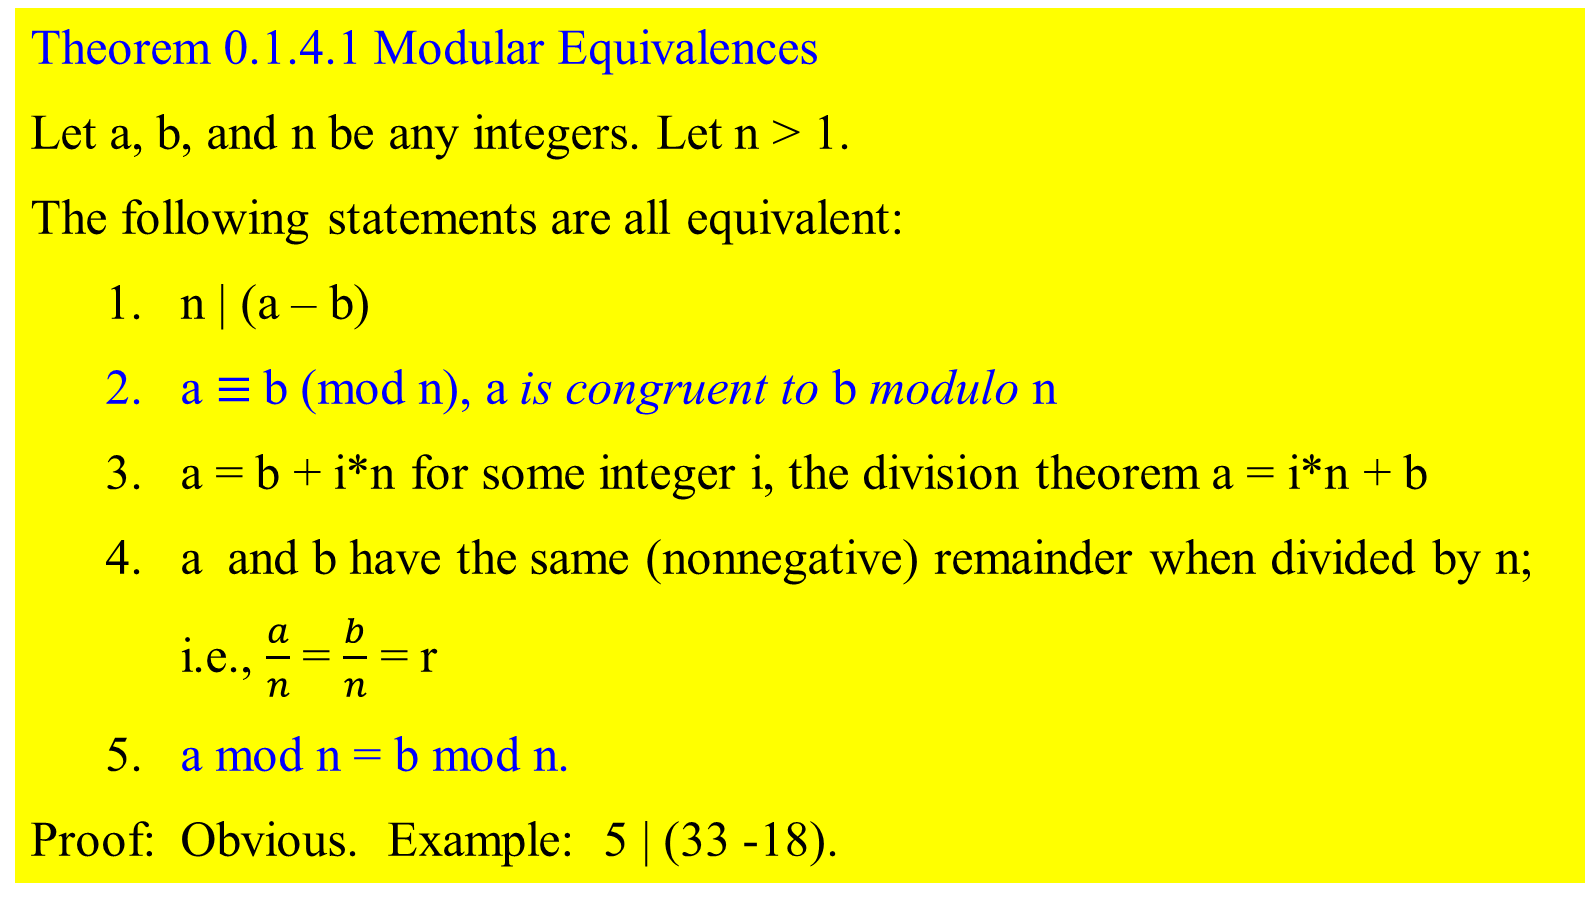 Theorem 0.1.4.1 Modular Equivalences
Let a, b, and n be any integers. Let n > 1.
The following statements are all equivalent:
1. n | (a – b)
2. a ≡ b (mod n), a is congruent to b modulo n
3. a = b + i*n for some integer i, the division theorem a = i*n + b
4. a and b have the same (nonnegative) remainder when divided by n;
i.e., a/n = b/n = r
5. a mod n = b mod n.
Proof: Obvious. Example: 5 | (33 -18).